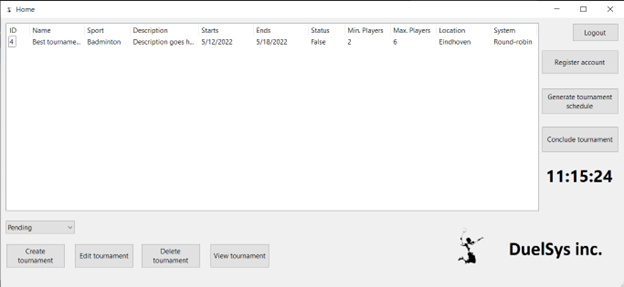 Home
Logout
ID Name Sport Description Starts Ends Status Min. Players Max. Players Location System
4 Best tourname... Badminton Description goes h... 5/12/2022 5/18/2022 False 2 6 Eindhoven Round-robin
Register account
Generate tournament
schedule
Conclude tournament
11:15:24
Pending
Create
tournament
Edit tournament
Delete
tournament
View tournament
DuelSys inc.